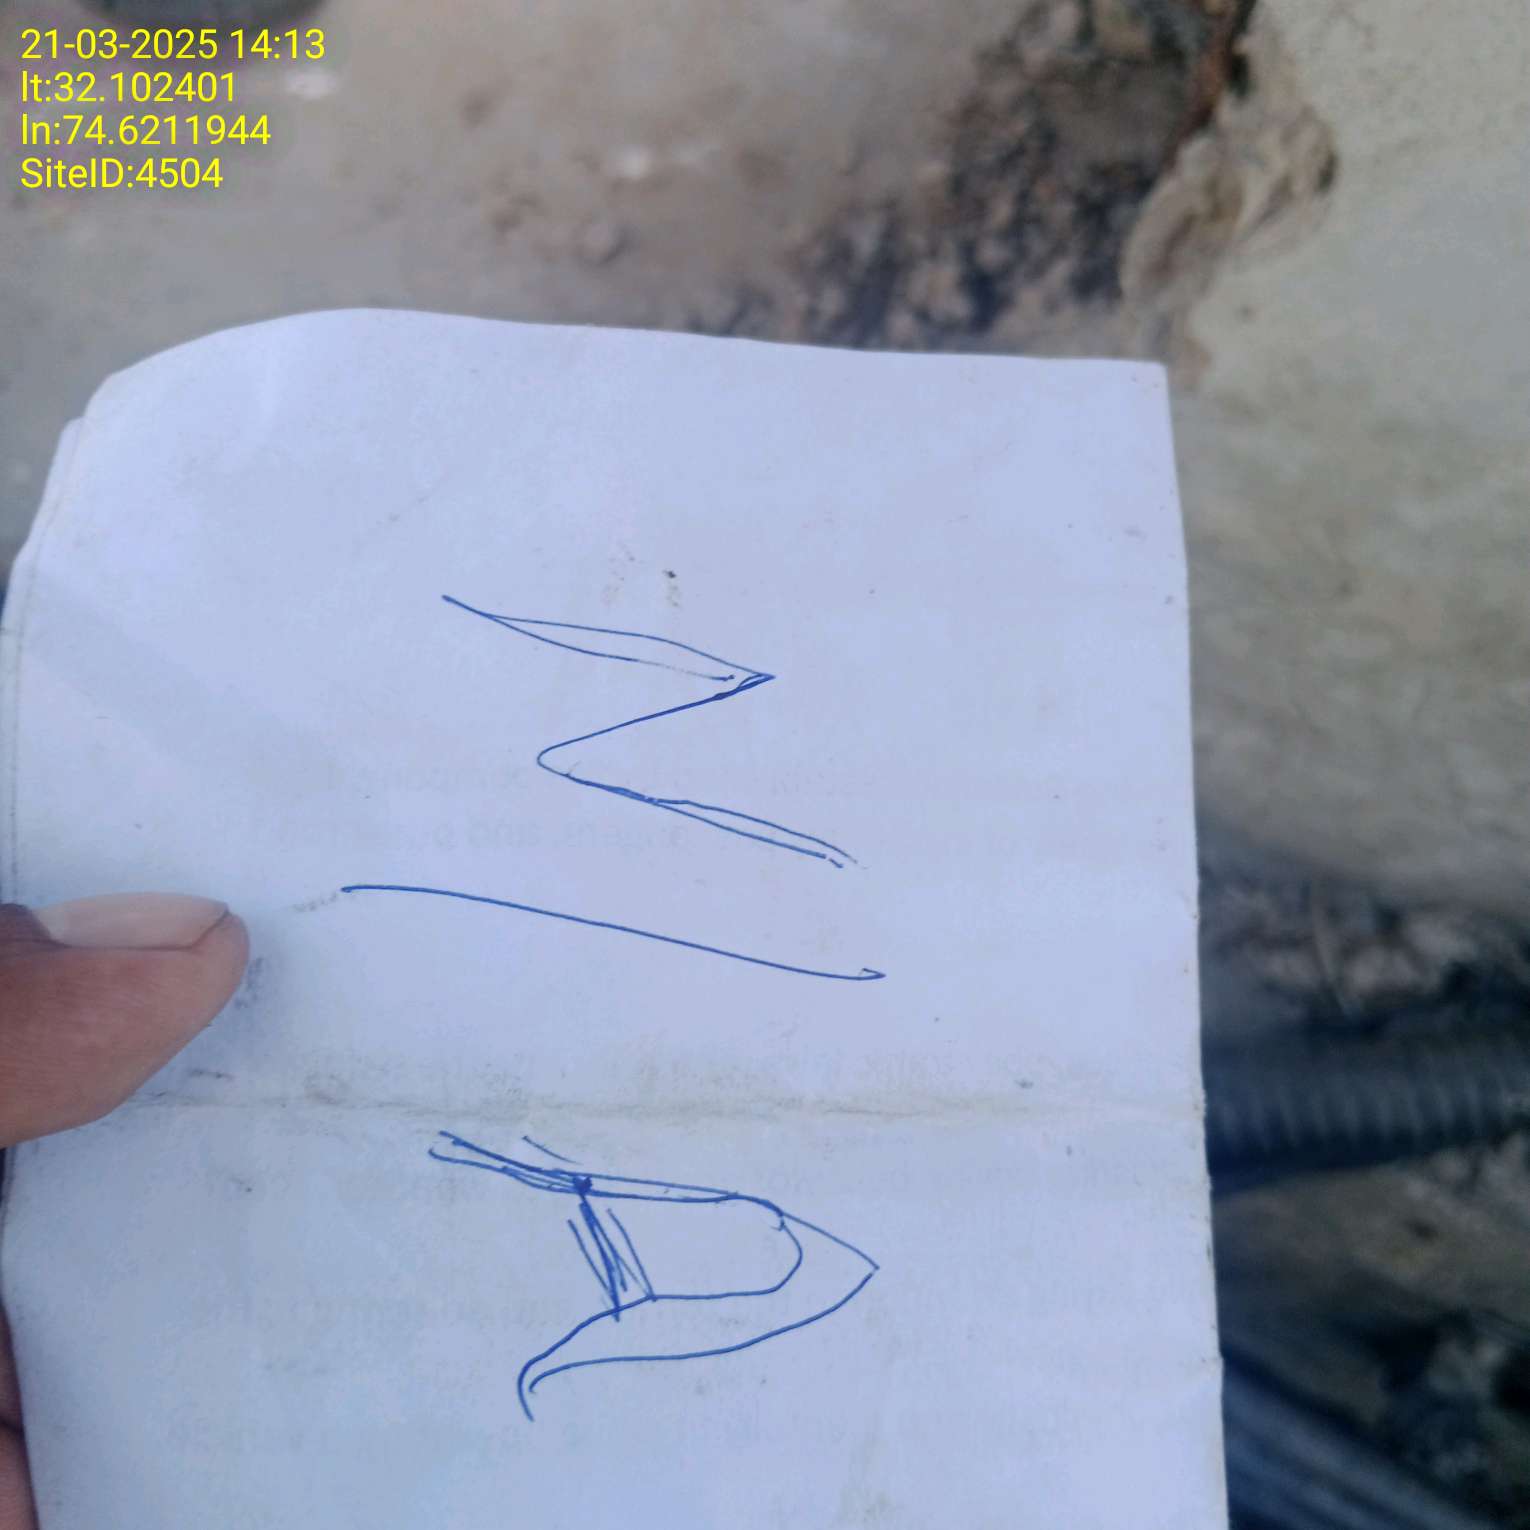 21-03-2025 14:13
lt:32.102401
ln:74.6211944
SiteID:4504
N/A